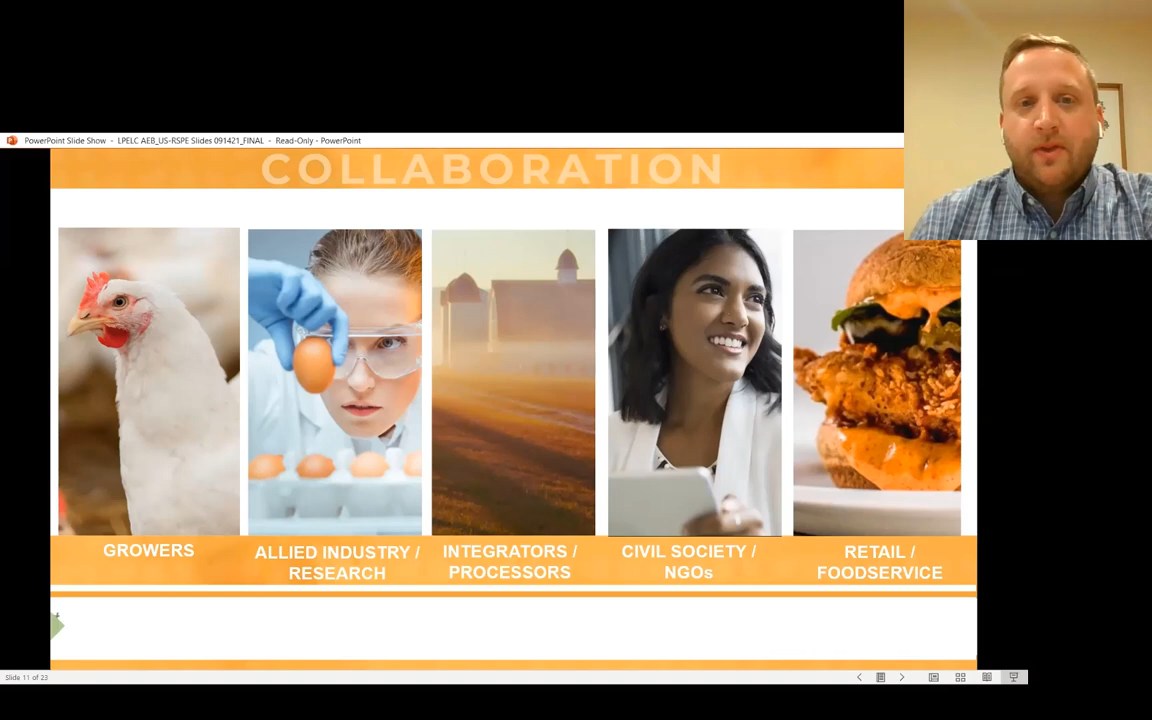 PowerPoint Slide Show - LPELC AEB_US-RSPE Slides 091421_FINAL - Read-Only - PowerPoint
COLLABORATION
GROWERS
ALLIED INDUSTRY /
RESEARCH
INTEGRATORS /
PROCESSORS
CIVIL SOCIETY /
NGOs
RETAIL /
FOODSERVICE
Slide 11 of 23